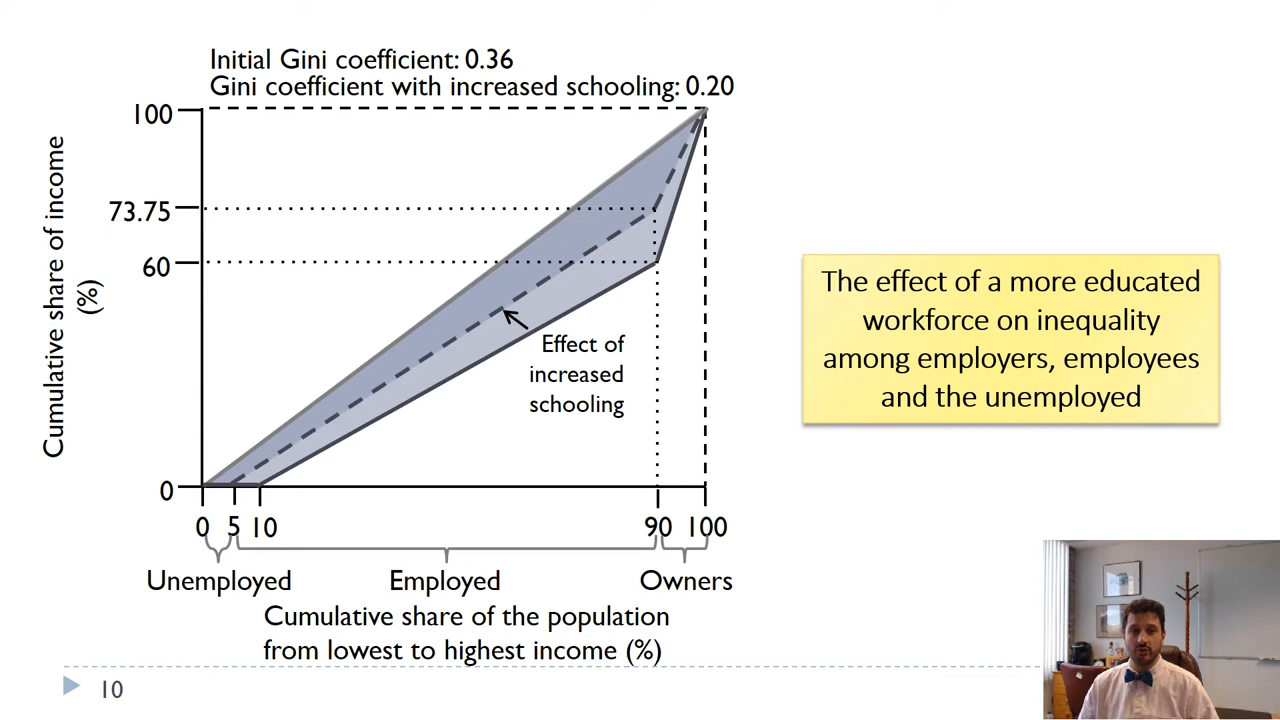 Initial Gini coefficient: 0.36
Gini coefficient with increased schooling: 0.20
Cumulative share of income
(%)
100
73.75
60
0
Effect of
increased
schooling
0 5 10 90 100
Unemployed Employed Owners
Cumulative share of the population
from lowest to highest income (%)
The effect of a more educated
workforce on inequality
among employers, employees
and the unemployed
10